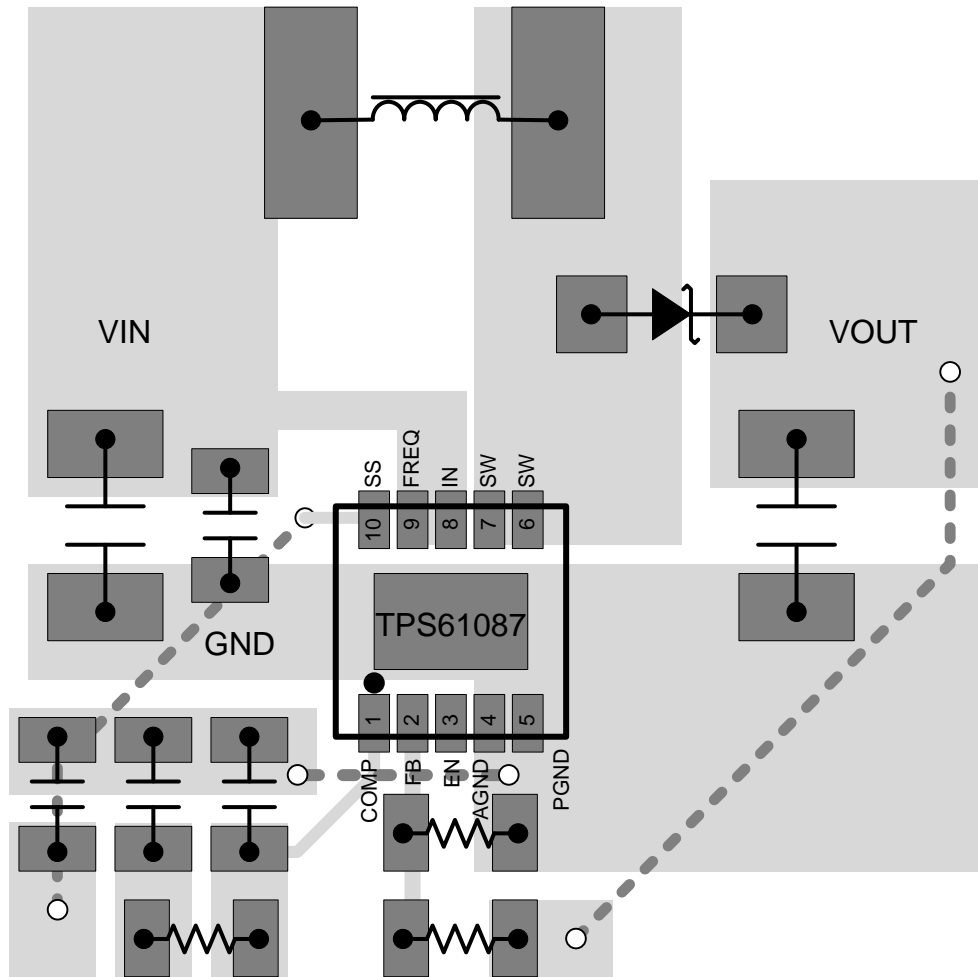 VIN
VOUT
SS
FREQ
IN
SW
SW
10
9
8
7
6
TPS61087
GND
1
2
3
4
5
COMP
FB
EN
AGND
PGND